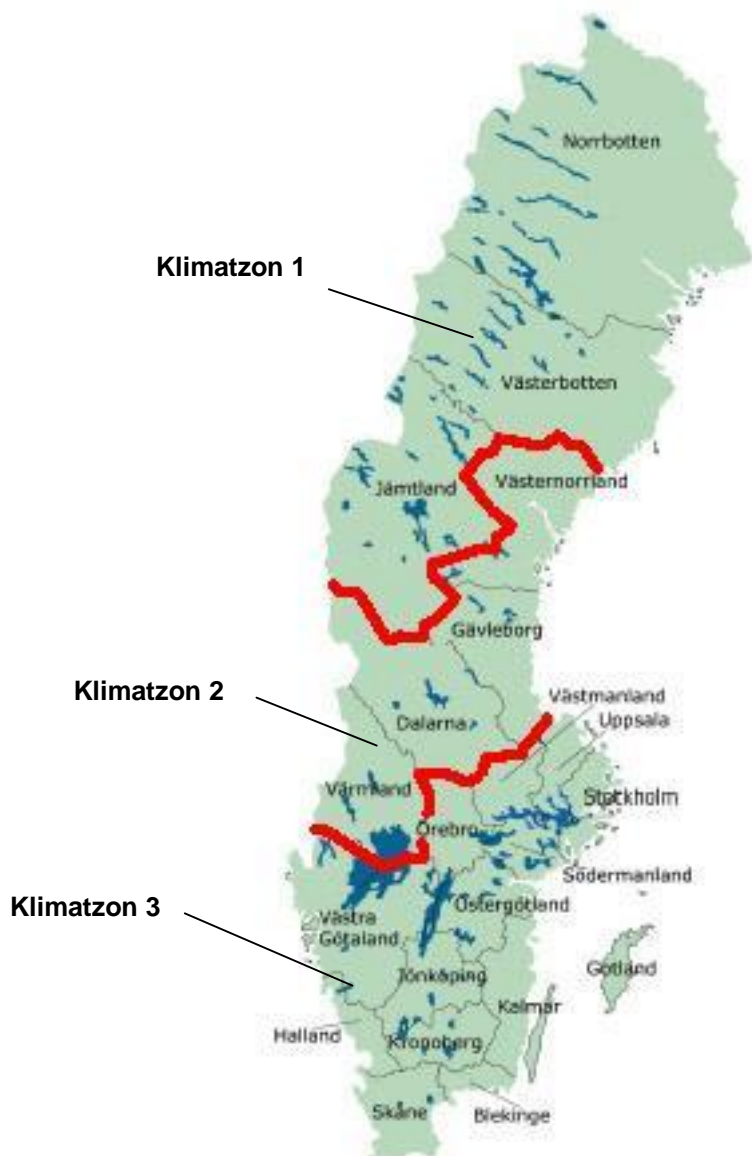 Norrbotten
Klimatzon 1
Västerbotten
Västernorrland
Jämtland
Gävleborg
Klimatzon 2
Västmanland
Uppsala
Dalarna
Värmland
Stockholm
Örebro
Södermanland
Östergötland
Klimatzon 3
Västra
Götaland
Gotland
Jönköping
Kalmar
Halland
Kronoberg
Skåne
Blekinge